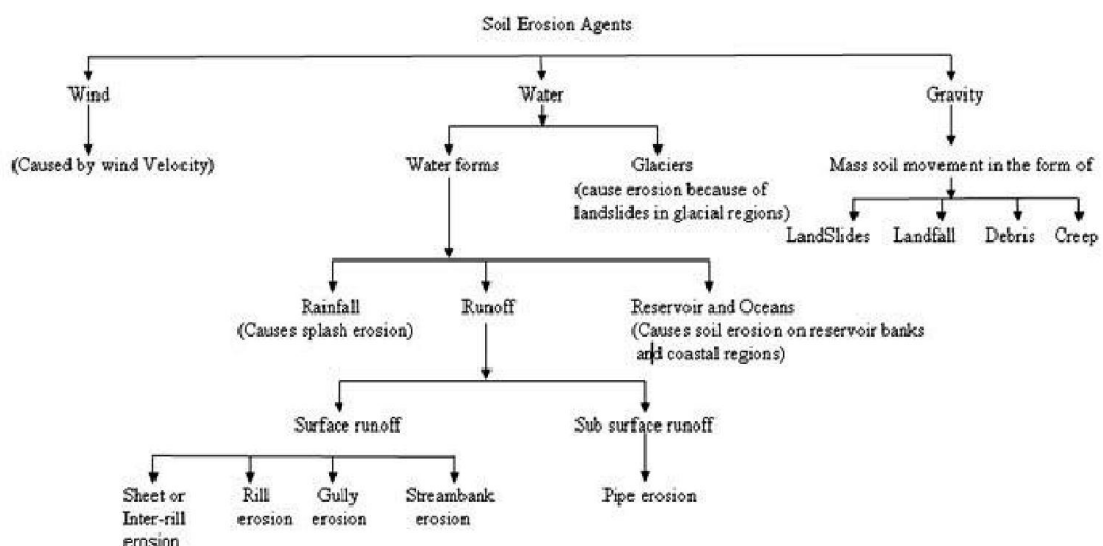 Soil Erosion Agents
Wind
Water
Gravity
(Caused by wind Velocity)
Water forms
Glaciers
(cause erosion because of
landslides in glacial regions)
Mass soil movement in the form of
LandSlides
Landfall
Debris
Creep
Rainfall
(Causes splash erosion)
Runoff
Reservoir and Oceans
(Causes soil erosion on reservoir banks
and coastal regions)
Surface runoff
Sub surface runoff
Sheet or
Inter-rill
erosion
Rill
erosion
Gully
erosion
Streambank
erosion
Pipe erosion